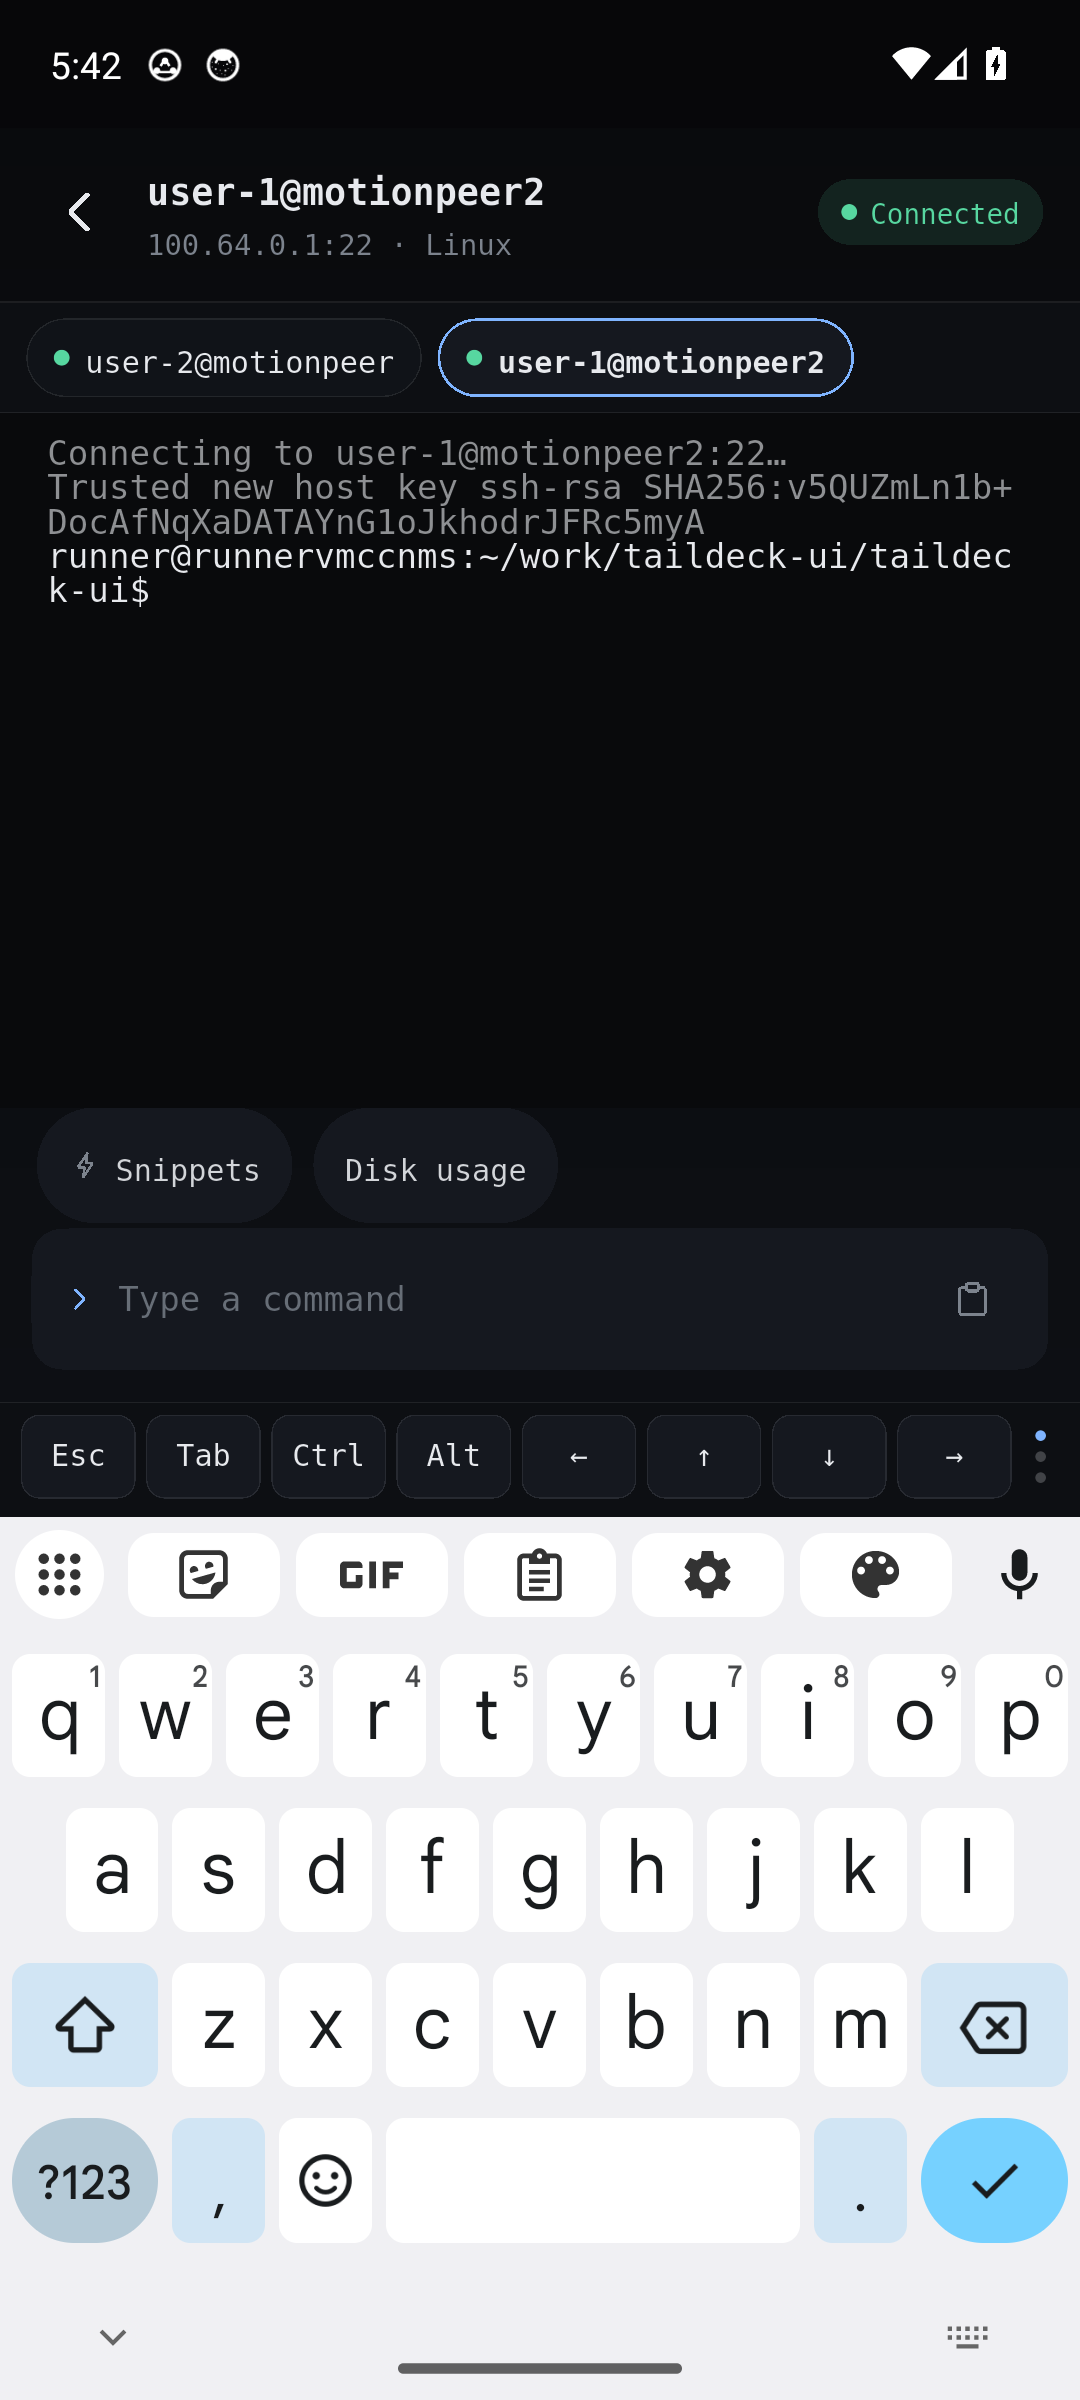 5:42
user-1@motionpeer2
100.64.0.1:22 · Linux
Connected
user-2@motionpeer
user-1@motionpeer2
Connecting to user-1@motionpeer2:22…
Trusted new host key ssh-rsa SHA256:v5QUZmLn1b+
DocAfNqXaDATAYnG1oJkhodrJFRc5myA
runner@runnervmccnms:~/work/taildeck-ui/taildec
k-ui$
Snippets
Disk usage
Type a command
Esc Tab Ctrl Alt ← ↑ ↓ →
GIF
1 2 3 4 5 6 7 8 9 0
q w e r t y u i o p
a s d f g h j k l
z x c v b n m
?123 , .